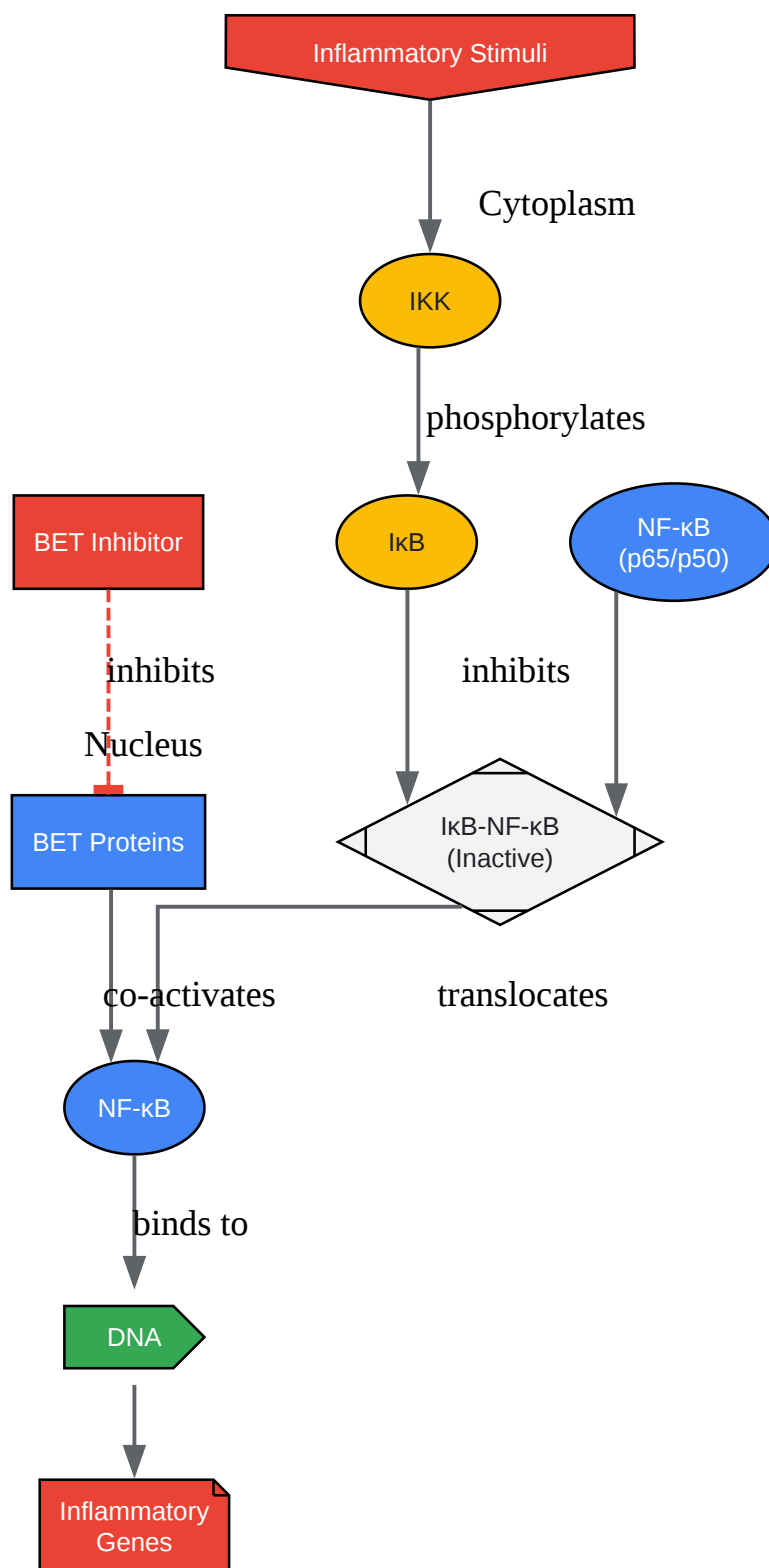 Inflammatory Stimuli
Cytoplasm
IKK
phosphorylates
BET Inhibitor
IκB
NF-κB
(p65/p50)
inhibits
inhibits
Nucleus
BET Proteins
IκB-NF-κB
(Inactive)
co-activates
translocates
NF-κB
binds to
DNA
Inflammatory
Genes